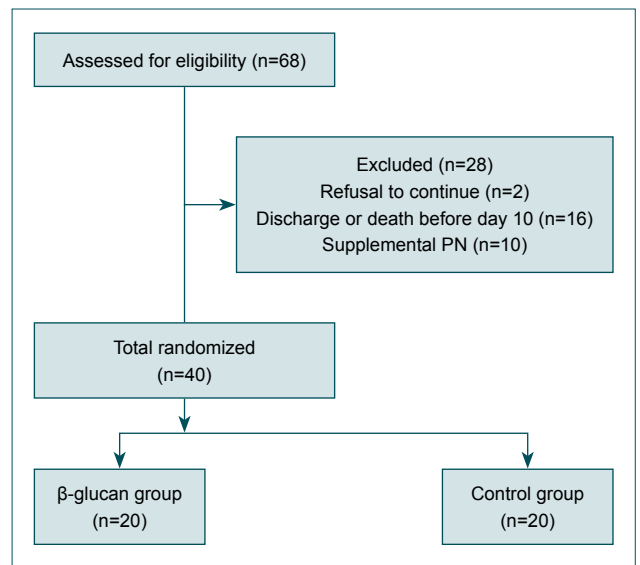 Assessed for eligibility (n=68)
Excluded (n=28)
Refusal to continue (n=2)
Discharge or death before day 10 (n=16)
Supplemental PN (n=10)
Total randomized
(n=40)
β-glucan group
(n=20)
Control group
(n=20)